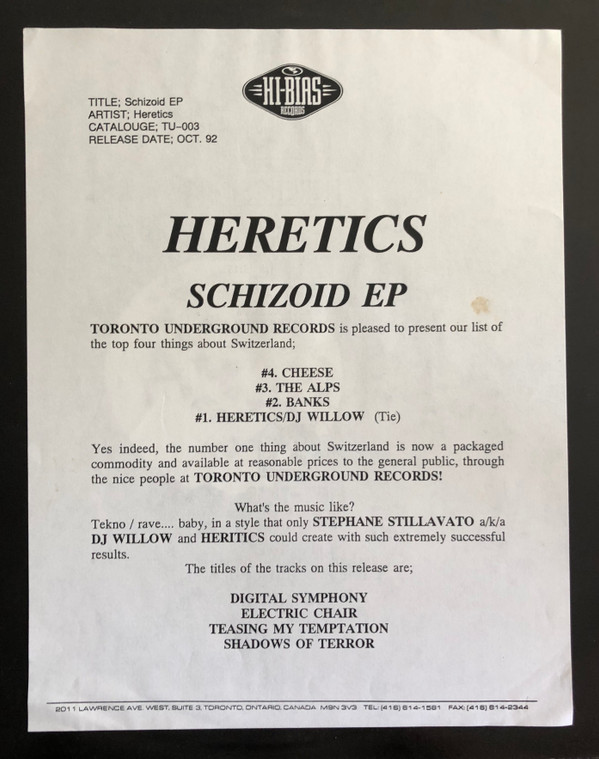 HI-BIAS
RECORDS
TITLE; Schizoid EP
ARTIST; Heretics
CATALOUGE; TU-003
RELEASE DATE; OCT. 92
HERETICS
SCHIZOID EP
TORONTO UNDERGROUND RECORDS is pleased to present our list of
the top four things about Switzerland;
#4. CHEESE
#3. THE ALPS
#2. BANKS
#1. HERETICS/DJ WILLOW (Tie)
Yes indeed, the number one thing about Switzerland is now a packaged
commodity and available at reasonable prices to the general public, through
the nice people at TORONTO UNDERGROUND RECORDS!
What's the music like?
Tekno / rave.... baby, in a style that only STEPHANE STILLAVATO a/k/a
DJ WILLOW and HERITICS could create with such extremely successful
results.
The titles of the tracks on this release are;
DIGITAL SYMPHONY
ELECTRIC CHAIR
TEASING MY TEMPTATION
SHADOWS OF TERROR
2011 LAWRENCE AVE. WEST, SUITE 3, TORONTO, ONTARIO, CANADA M9N 3V3 TEL: (416) 614-1581 FAX: (416) 614-2344